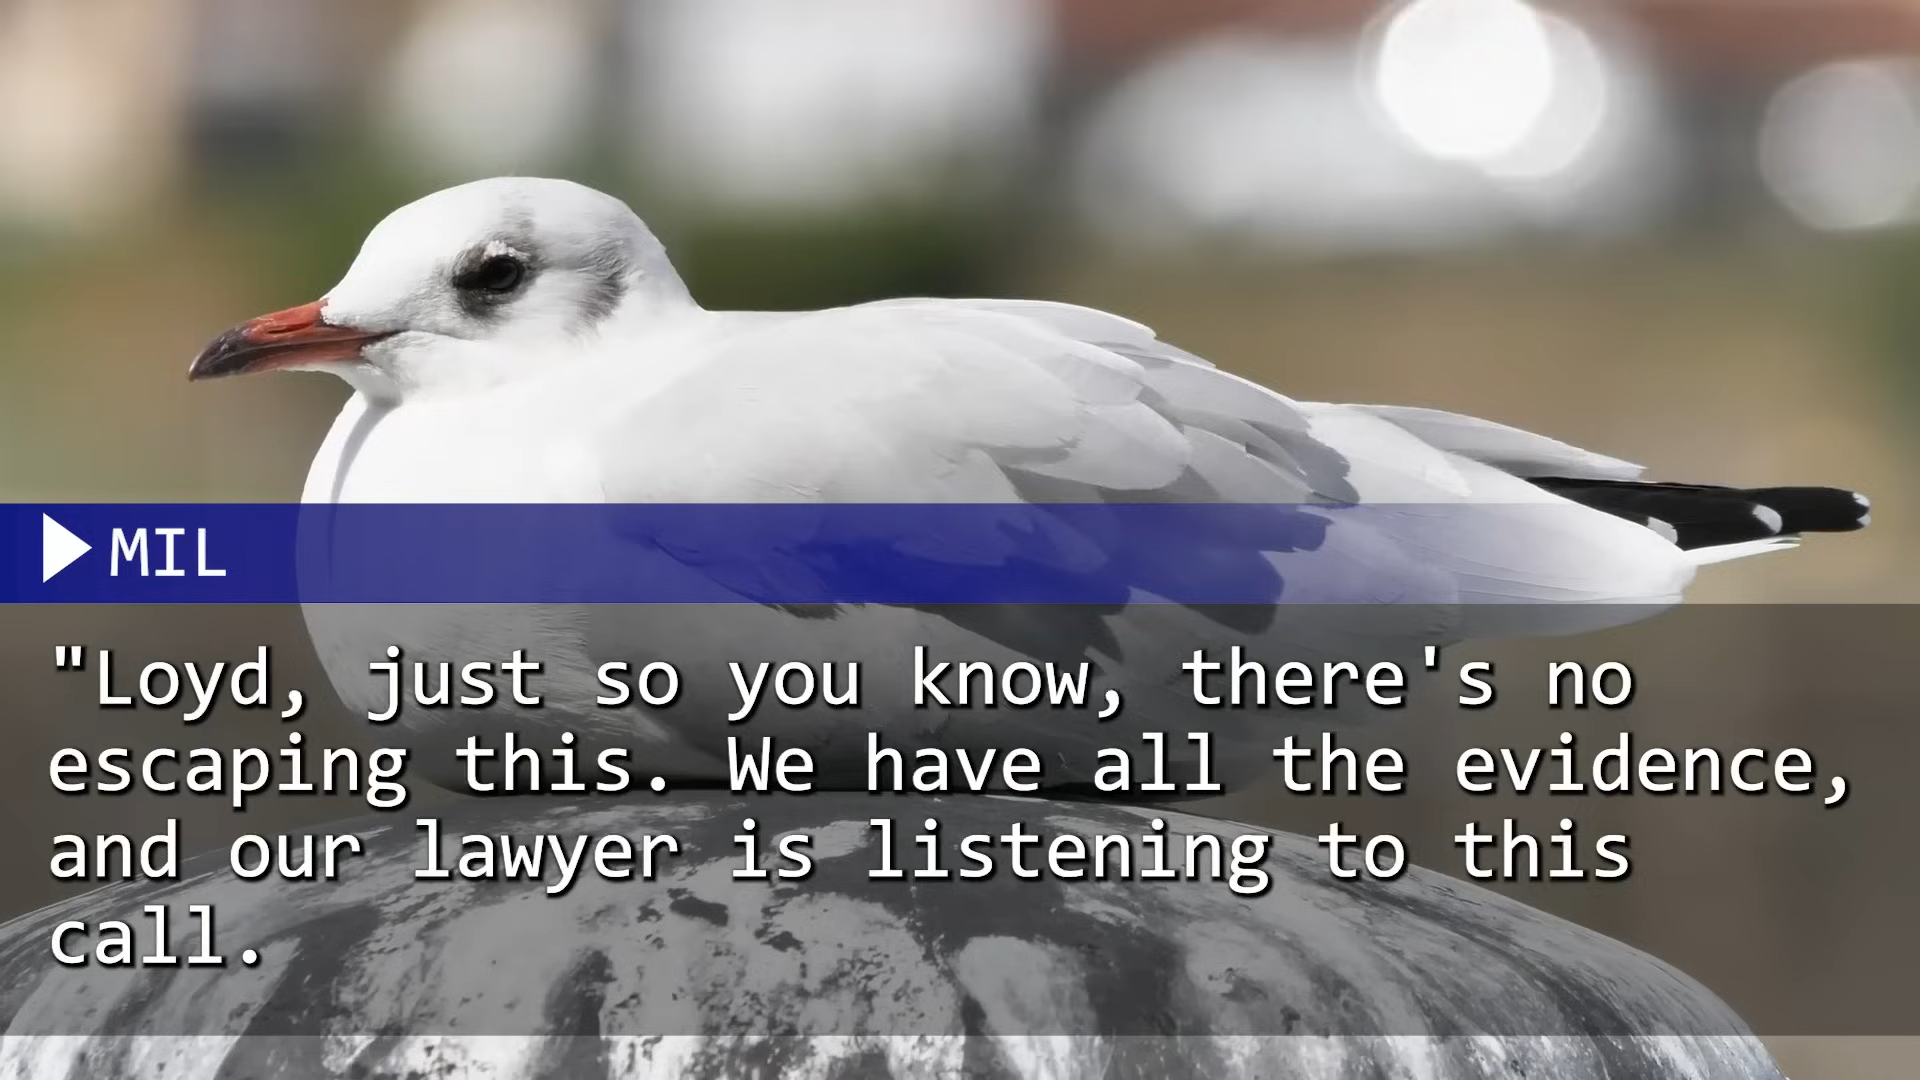 MIL
"Loyd, just so you know, there's no
escaping this. We have all the evidence,
and our lawyer is listening to this
call.